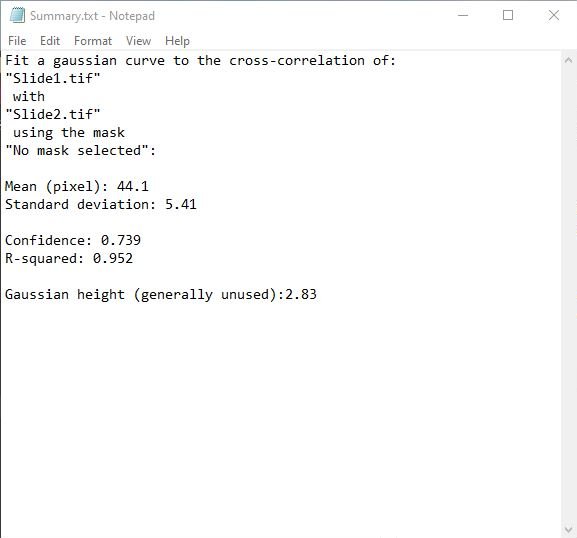 Summary.txt - Notepad
File Edit Format View Help
Fit a gaussian curve to the cross-correlation of:
"Slide1.tif"
with
"Slide2.tif"
using the mask
"No mask selected":
Mean (pixel): 44.1
Standard deviation: 5.41
Confidence: 0.739
R-squared: 0.952
Gaussian height (generally unused):2.83